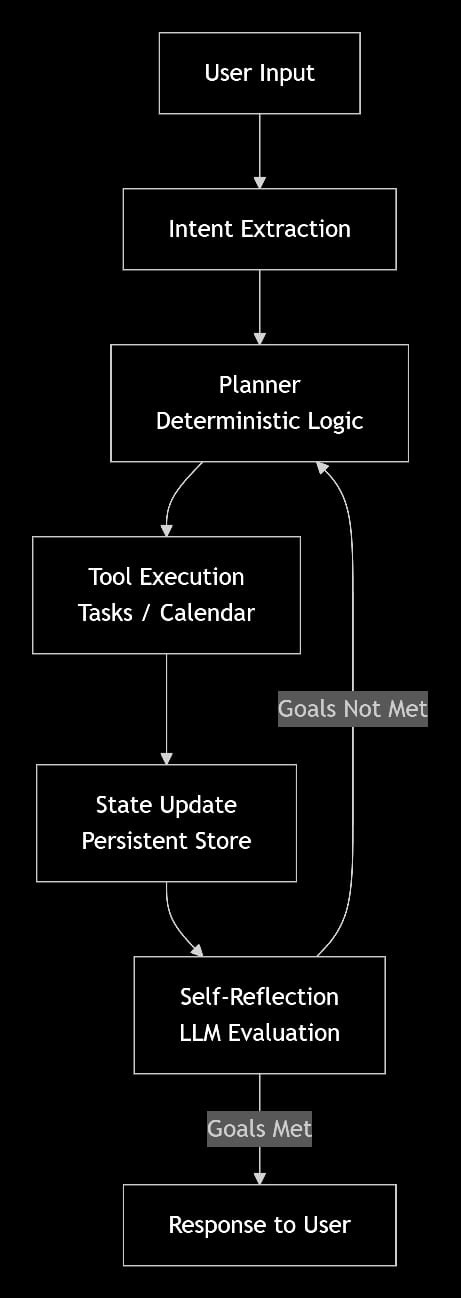 User Input
Intent Extraction
Planner
Deterministic Logic
Tool Execution
Tasks / Calendar
Goals Not Met
State Update
Persistent Store
Self-Reflection
LLM Evaluation
Goals Met
Response to User